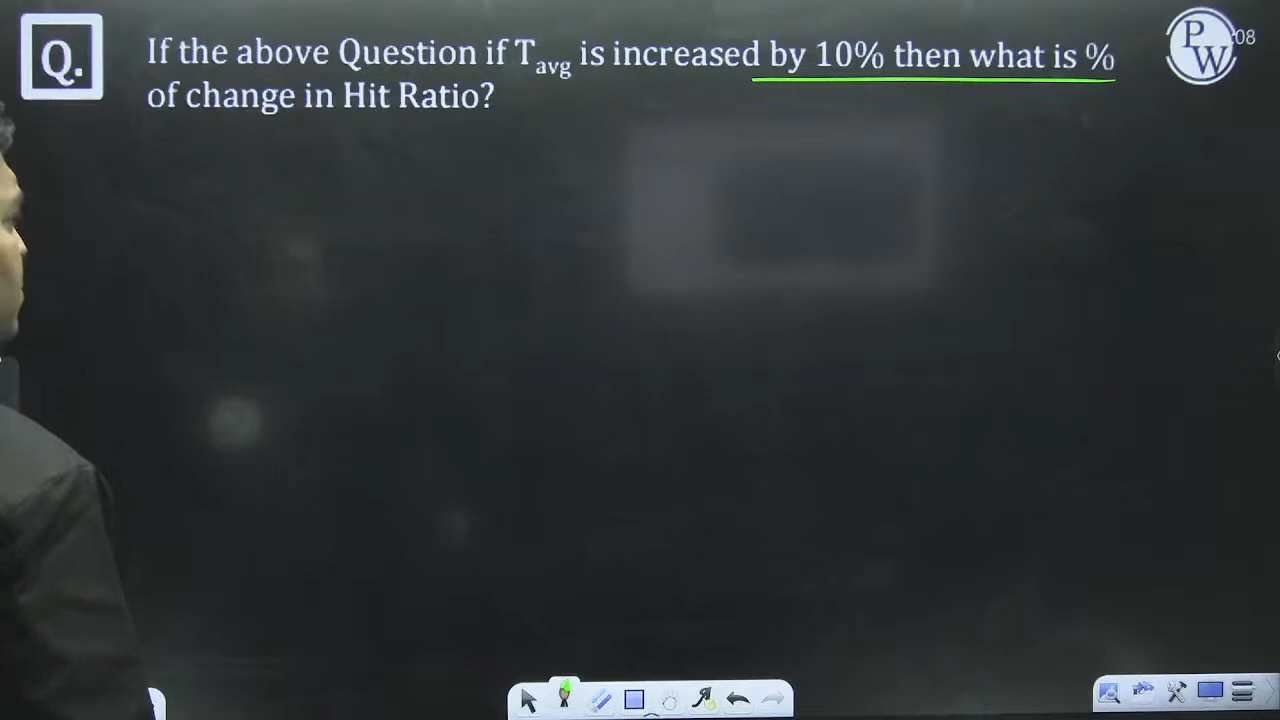 Q.
If the above Question if Tavg is increased by 10% then what is %
of change in Hit Ratio?
PW
08